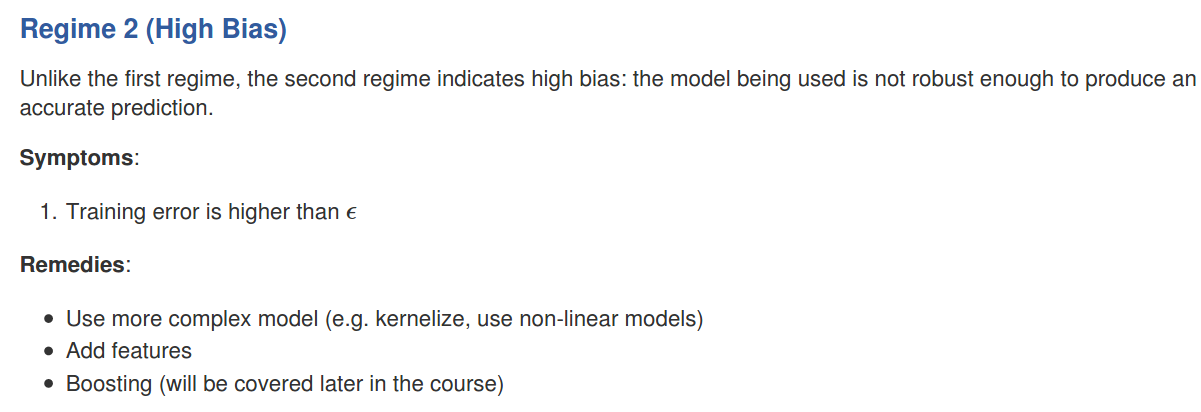 Regime 2 (High Bias)
Unlike the first regime, the second regime indicates high bias: the model being used is not robust enough to produce an
accurate prediction.
Symptoms:
1. Training error is higher than ϵ
Remedies:
• Use more complex model (e.g. kernelize, use non-linear models)
• Add features
• Boosting (will be covered later in the course)